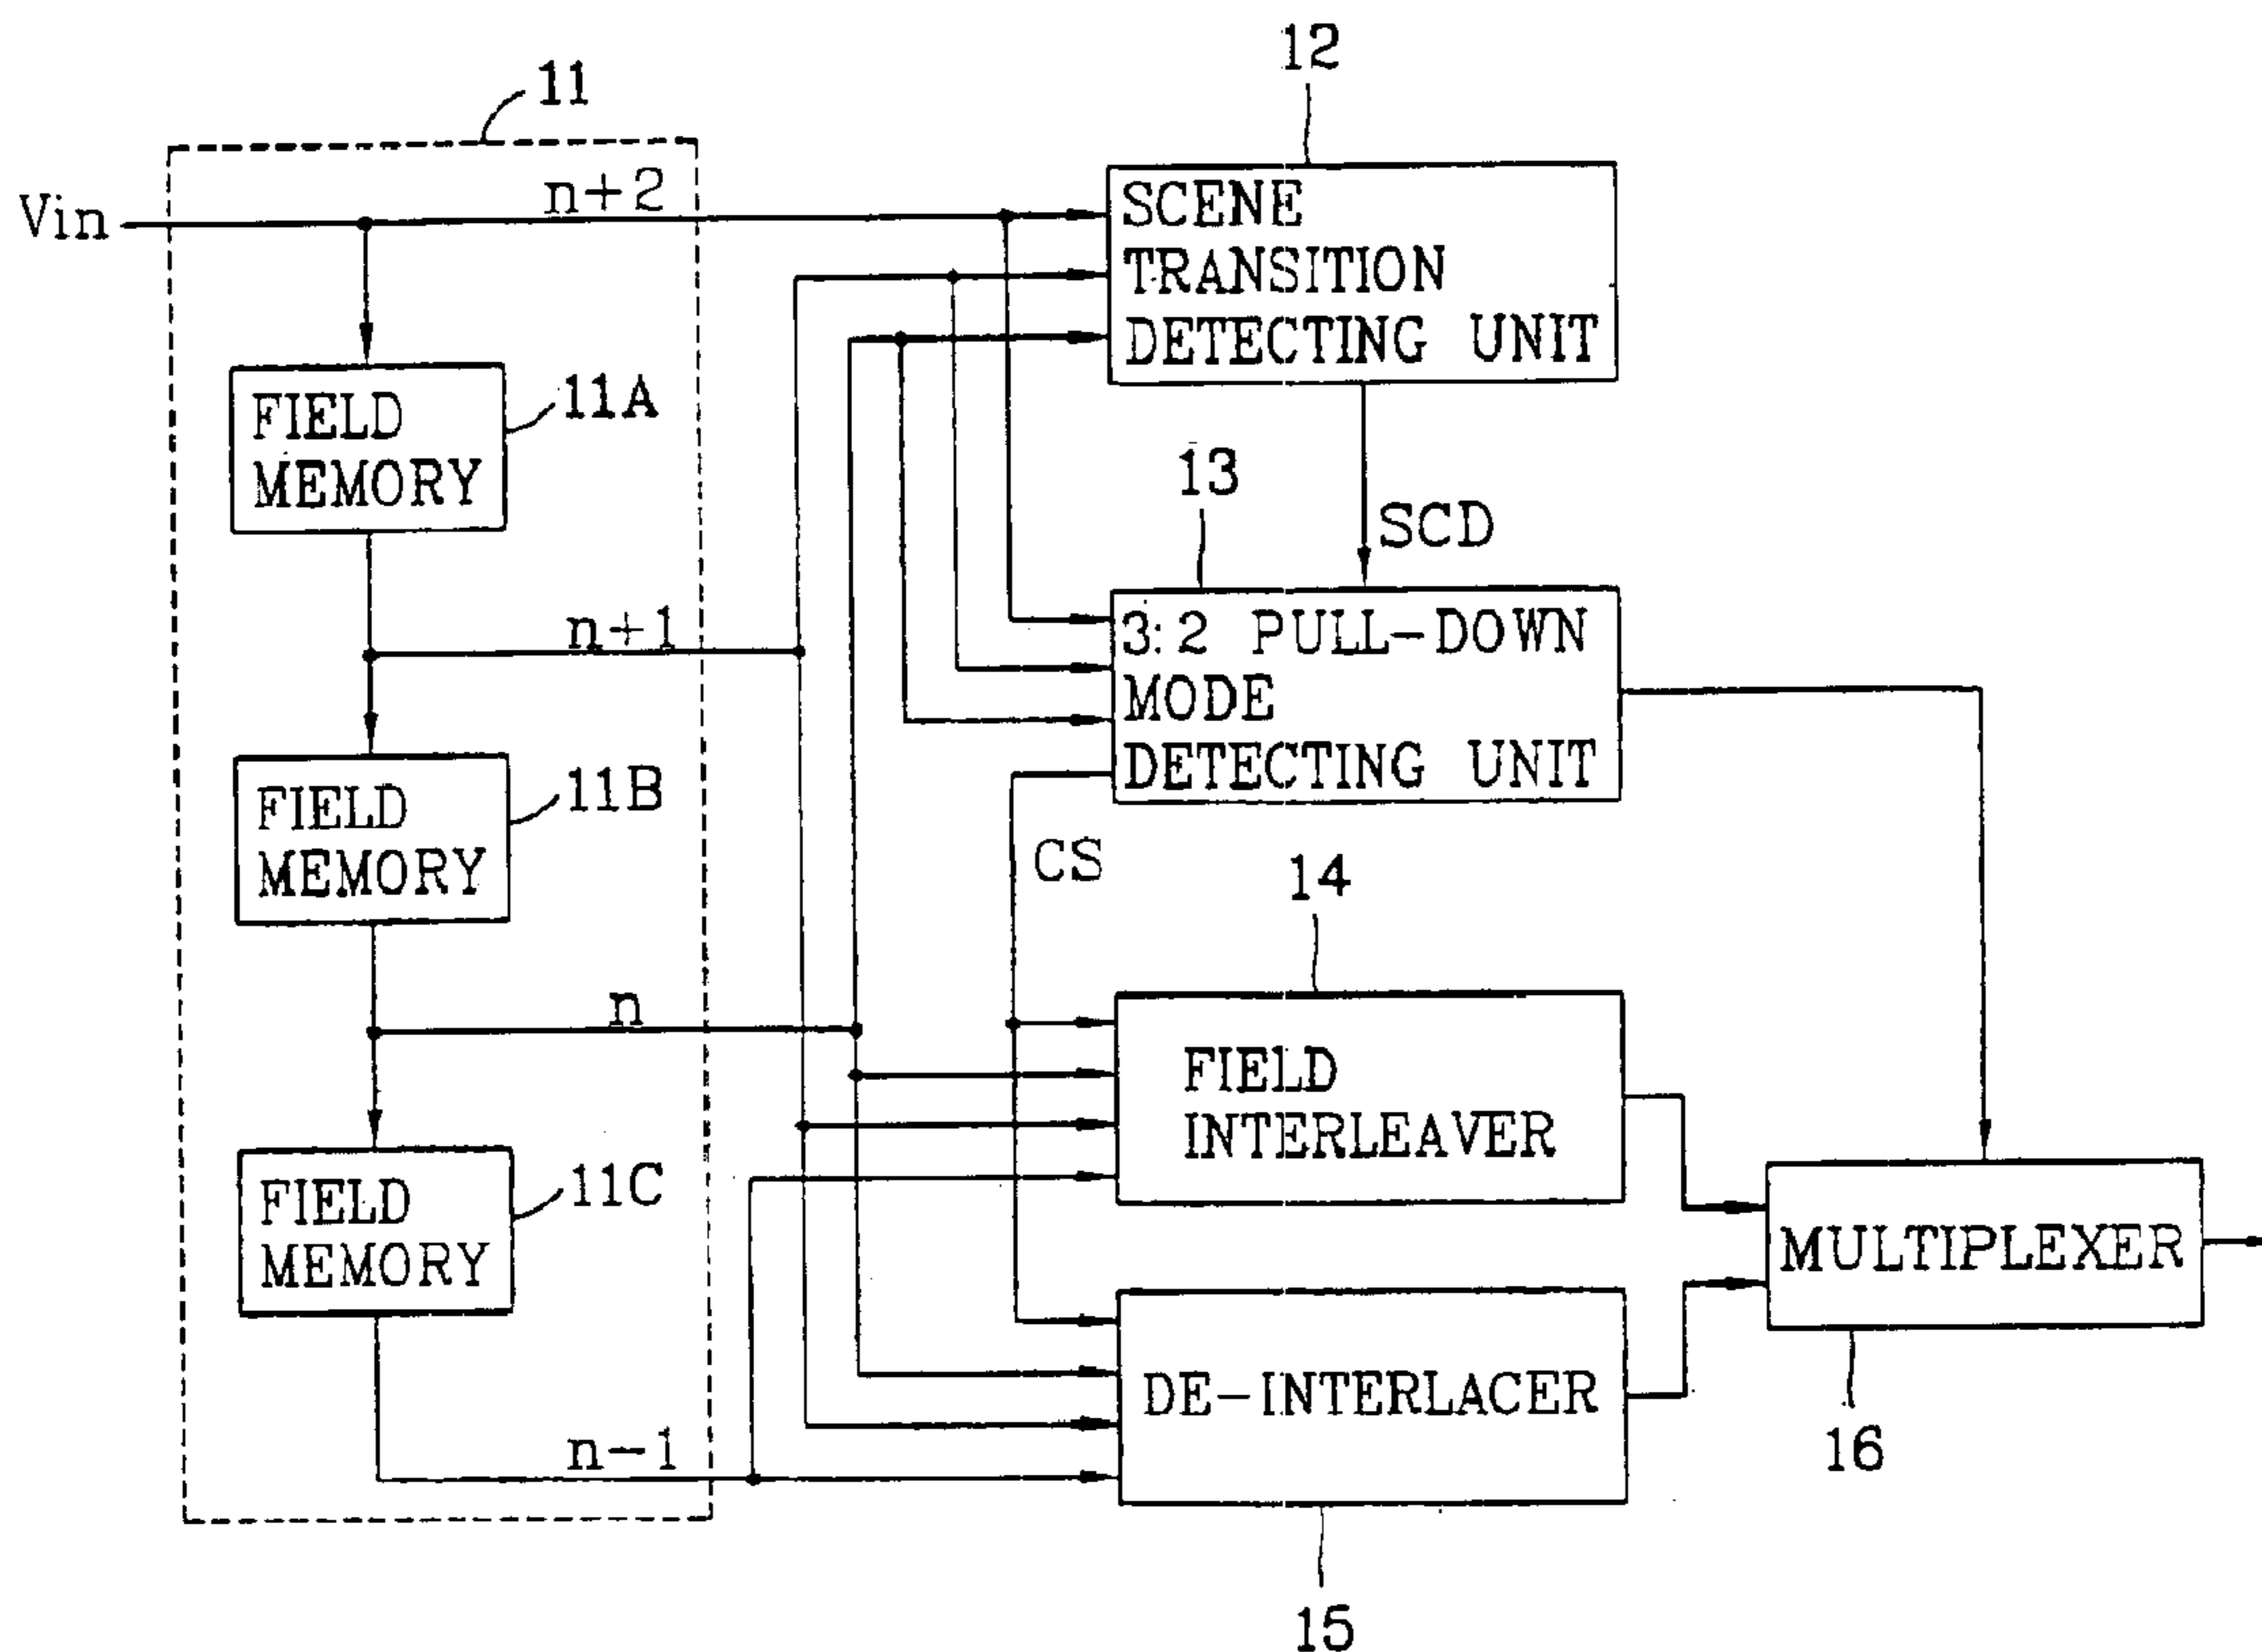 12
11
Vin
n+2
SCENE
TRANSITION
DETECTING UNIT
FIELD
MEMORY
11A
13
SCD
n+1
3:2 PULL-DOWN
MODE
DETECTING UNIT
FIELD
MEMORY
11B
CS
14
n
FIELD
INTERLEAVER
FIELD
MEMORY
11C
MULTIPLEXER
DE-INTERLACER
n-1
16
15